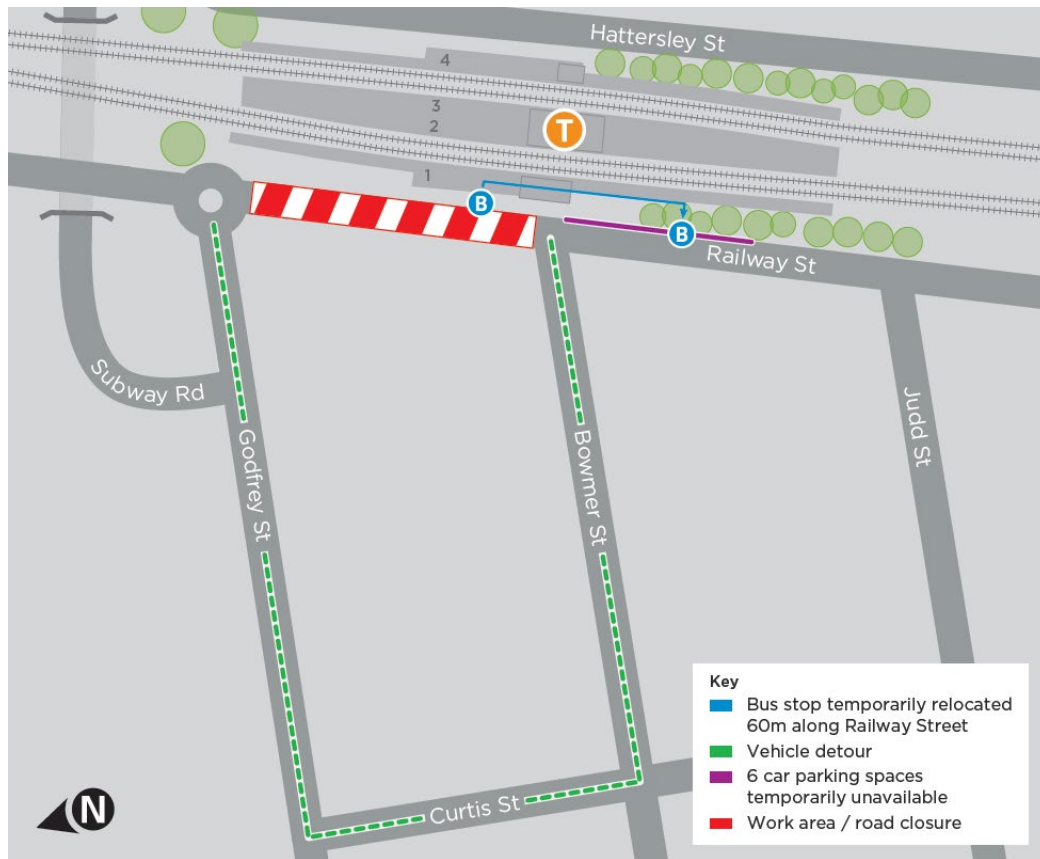 Hattersley St
4
3
2
T
1
B
B
Railway St
Subway Rd
Godfrey St
Bowmer St
Judd St
Curtis St
N
Key
Bus stop temporarily relocated
60m along Railway Street
Vehicle detour
6 car parking spaces
temporarily unavailable
Work area / road closure